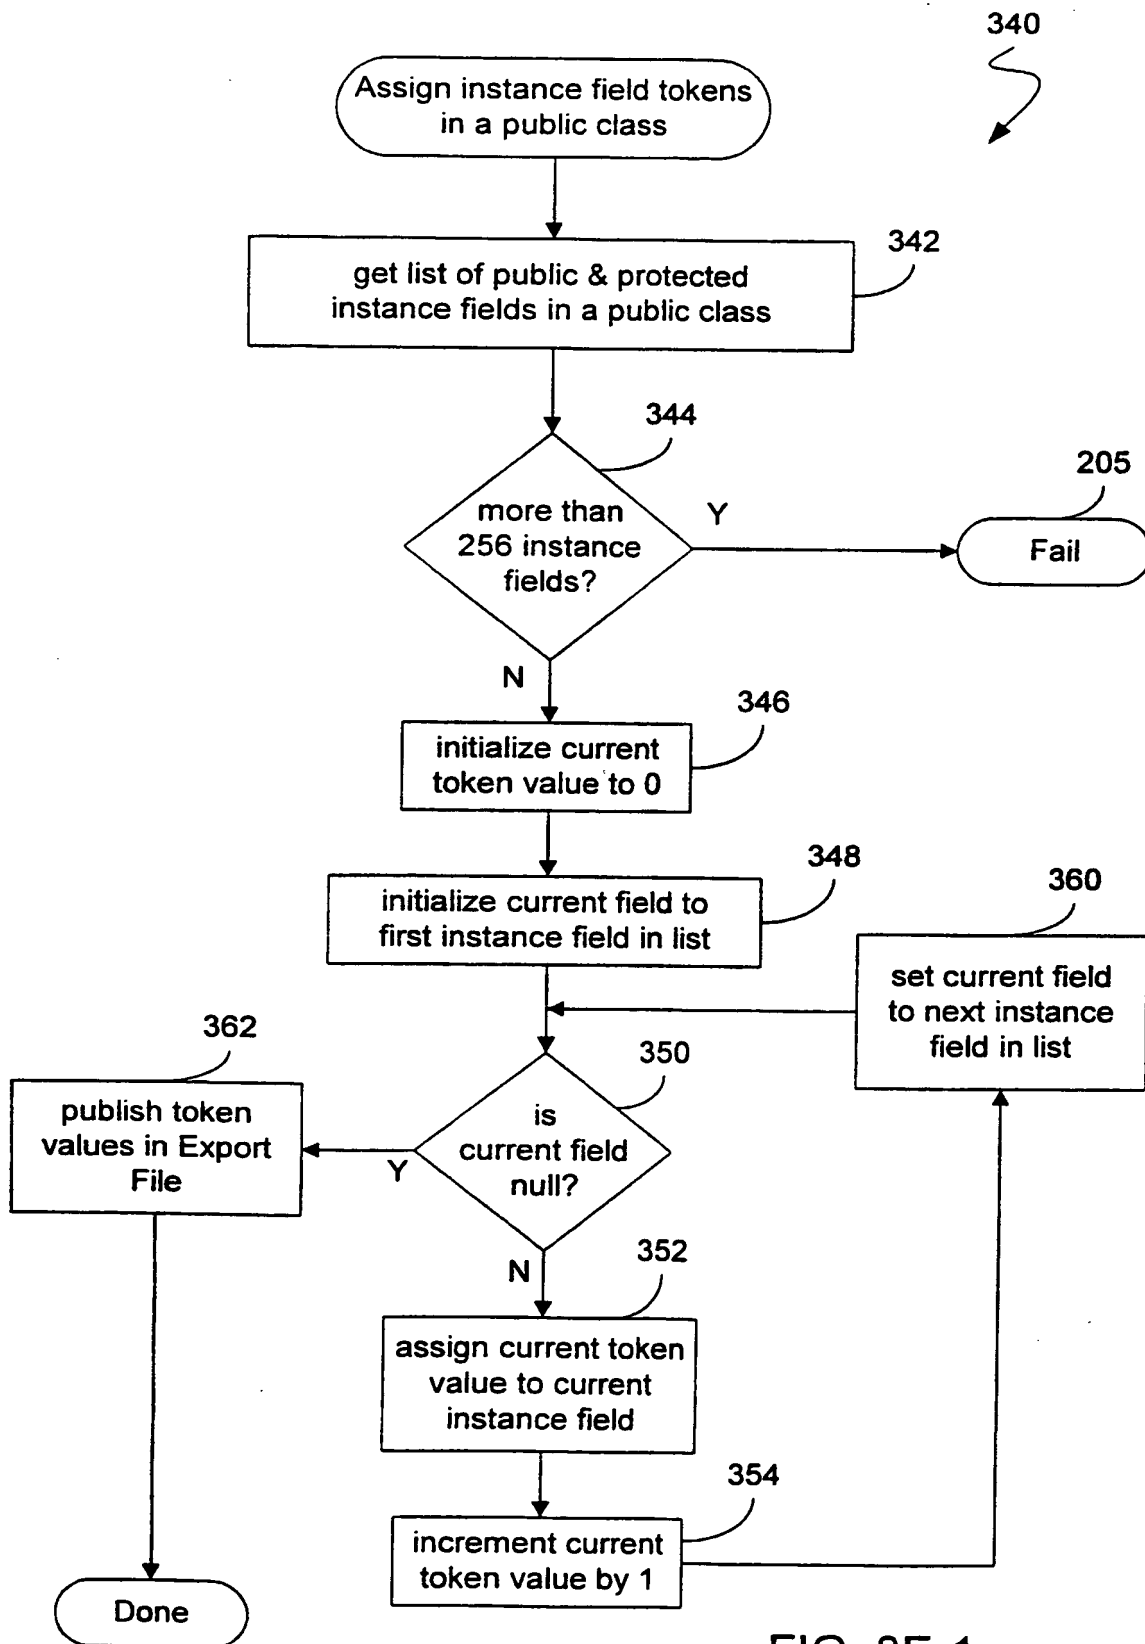 340
Assign instance field tokens
in a public class
342
get list of public & protected
instance fields in a public class
344
more than
256 instance
fields?
Y
205
Fail
N
346
initialize current
token value to 0
348
initialize current field to
first instance field in list
360
set current field
to next instance
field in list
362
publish token
values in Export
File
350
is
current field
null?
Y
N
352
assign current token
value to current
instance field
354
increment current
token value by 1
Done